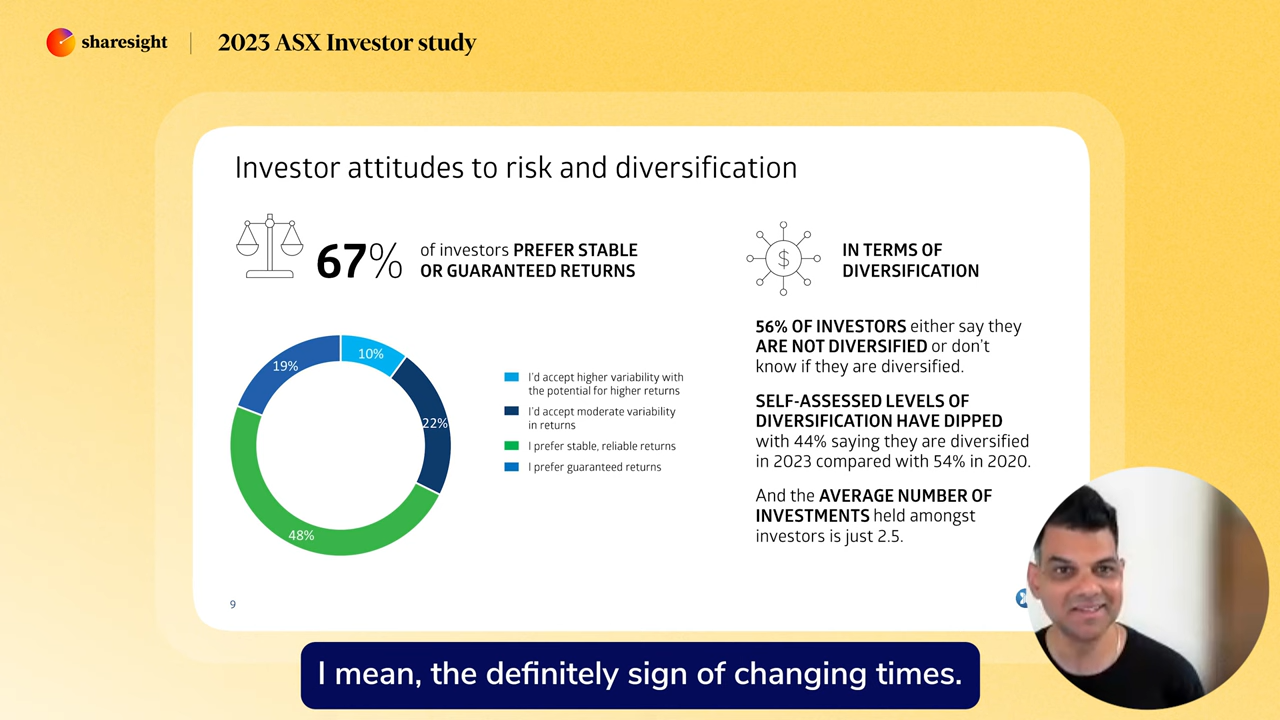 sharesight
2023 ASX Investor study
Investor attitudes to risk and diversification
67%
of investors PREFER STABLE
OR GUARANTEED RETURNS
10%
22%
48%
19%
I'd accept higher variability with
the potential for higher returns
I'd accept moderate variability
in returns
I prefer stable, reliable returns
I prefer guaranteed returns
$
IN TERMS OF
DIVERSIFICATION
56% OF INVESTORS either say they
ARE NOT DIVERSIFIED or don't
know if they are diversified.
SELF-ASSESSED LEVELS OF
DIVERSIFICATION HAVE DIPPED
with 44% saying they are diversified
in 2023 compared with 54% in 2020.
And the AVERAGE NUMBER OF
INVESTMENTS held amongst
investors is just 2.5.
9
I mean, the definitely sign of changing times.